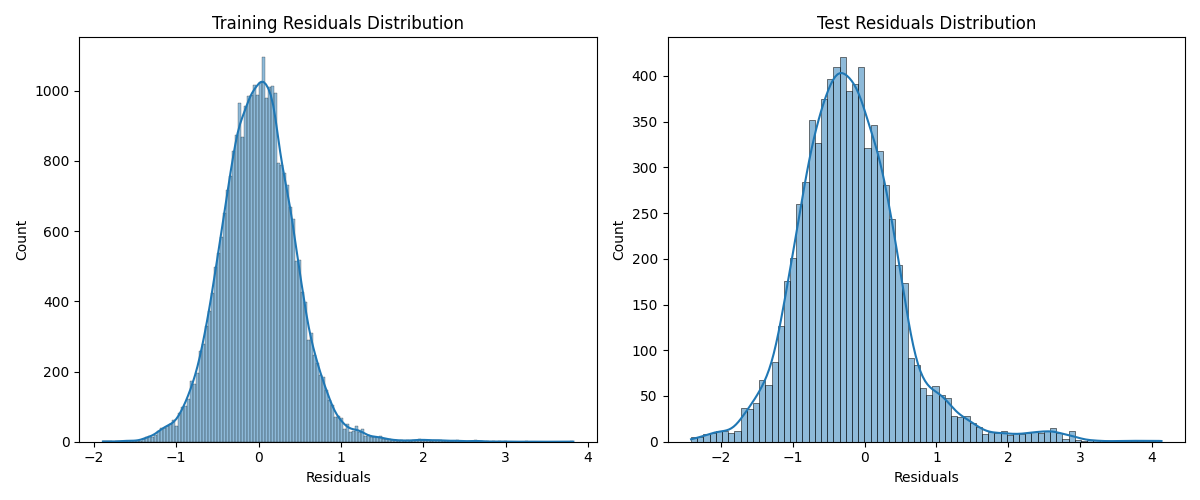 Training Residuals Distribution
Count
1000
800
600
400
200
0
−2 −1 0 1 2 3 4
Residuals
Test Residuals Distribution
Count
400
350
300
250
200
150
100
50
0
−2 −1 0 1 2 3 4
Residuals